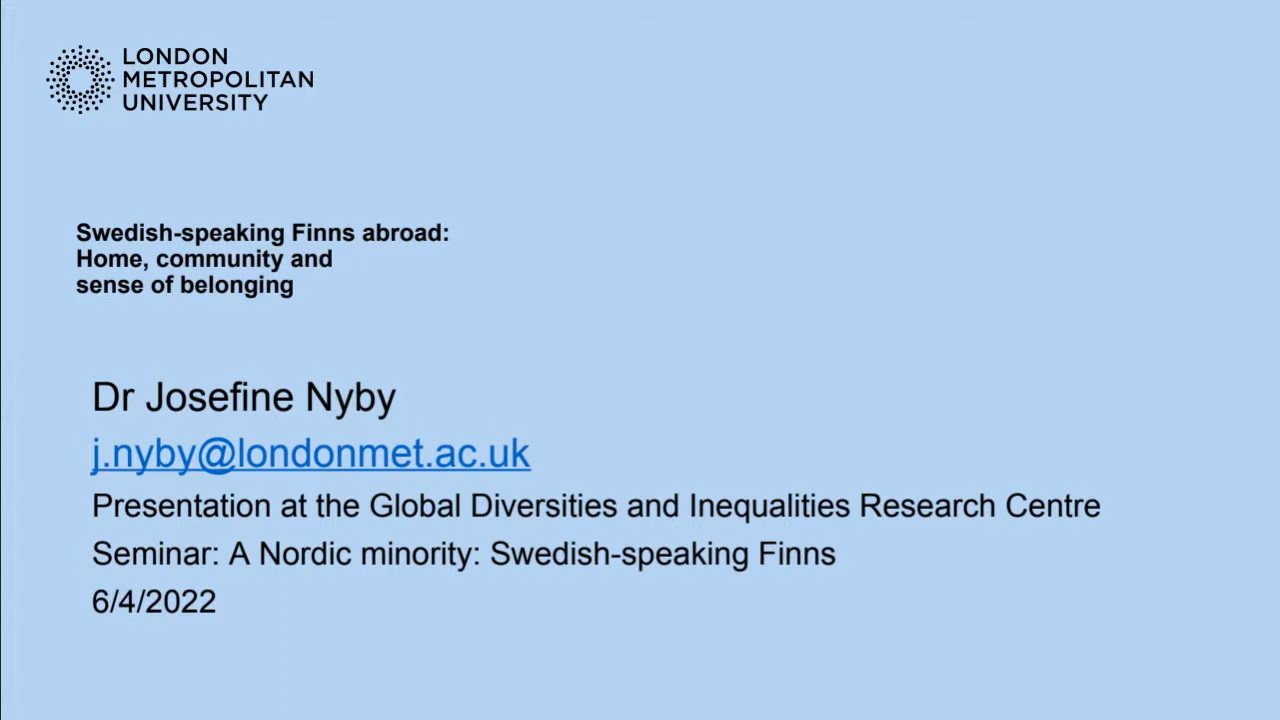 LONDON
METROPOLITAN
UNIVERSITY
Swedish-speaking Finns abroad:
Home, community and
sense of belonging
Dr Josefine Nyby
j.nyby@londonmet.ac.uk
Presentation at the Global Diversities and Inequalities Research Centre
Seminar: A Nordic minority: Swedish-speaking Finns
6/4/2022